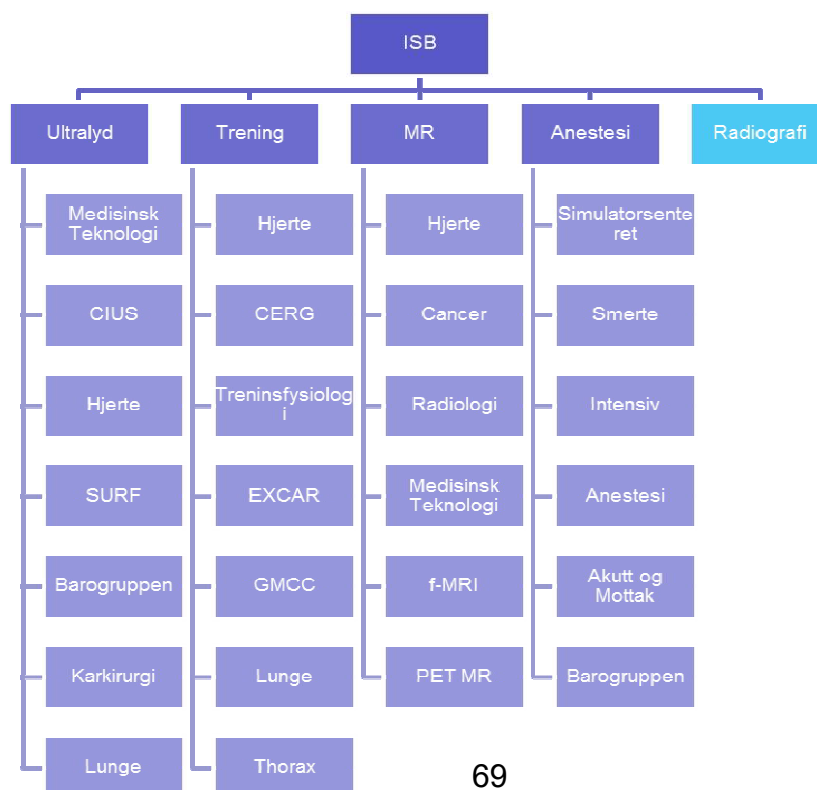 ISB
Ultralyd
Trening
MR
Anestesi
Radiografi
Medisinsk
Teknologi
CIUS
Hjerte
SURF
Barogruppen
Karkirurgi
Lunge
Hjerte
CERG
Treninsfysiolog
i
EXCAR
GMCC
Lunge
Thorax
Hjerte
Cancer
Radiologi
Medisinsk
Teknologi
f-MRI
PET MR
Simulatorsente
ret
Smerte
Intensiv
Anestesi
Akutt og
Mottak
Barogruppen
69